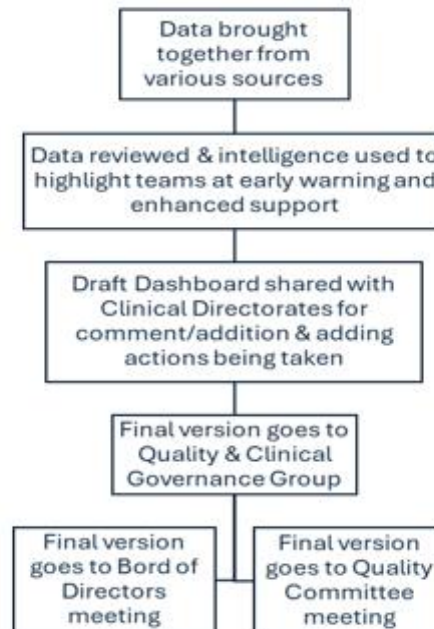 Data brought
together from
various sources
Data reviewed & intelligence used to
highlight teams at early warning and
enhanced support
Draft Dashboard shared with
Clinical Directorates for
comment/addition & adding
actions being taken
Final version goes to
Quality & Clinical
Governance Group
Final version
goes to Bord of
Directors
meeting
Final version
goes to Quality
Committee
meeting